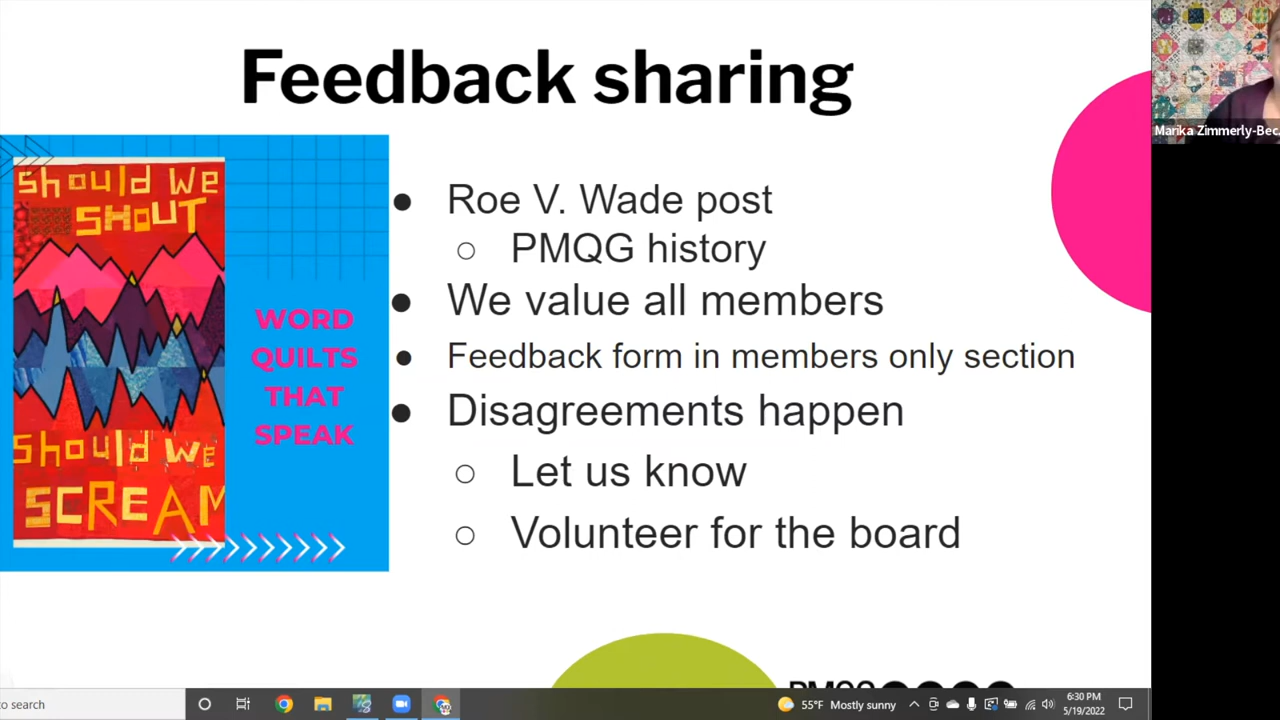 Feedback sharing
should we
SHOUT
should we
SCREAM
WORD
QUILTS
THAT
SPEAK
● Roe V. Wade post
○ PMQG history
● We value all members
● Feedback form in members only section
● Disagreements happen
○ Let us know
○ Volunteer for the board
Marika Zimmerly-Bec...
to search
55°F Mostly sunny
6:30 PM
5/19/2022